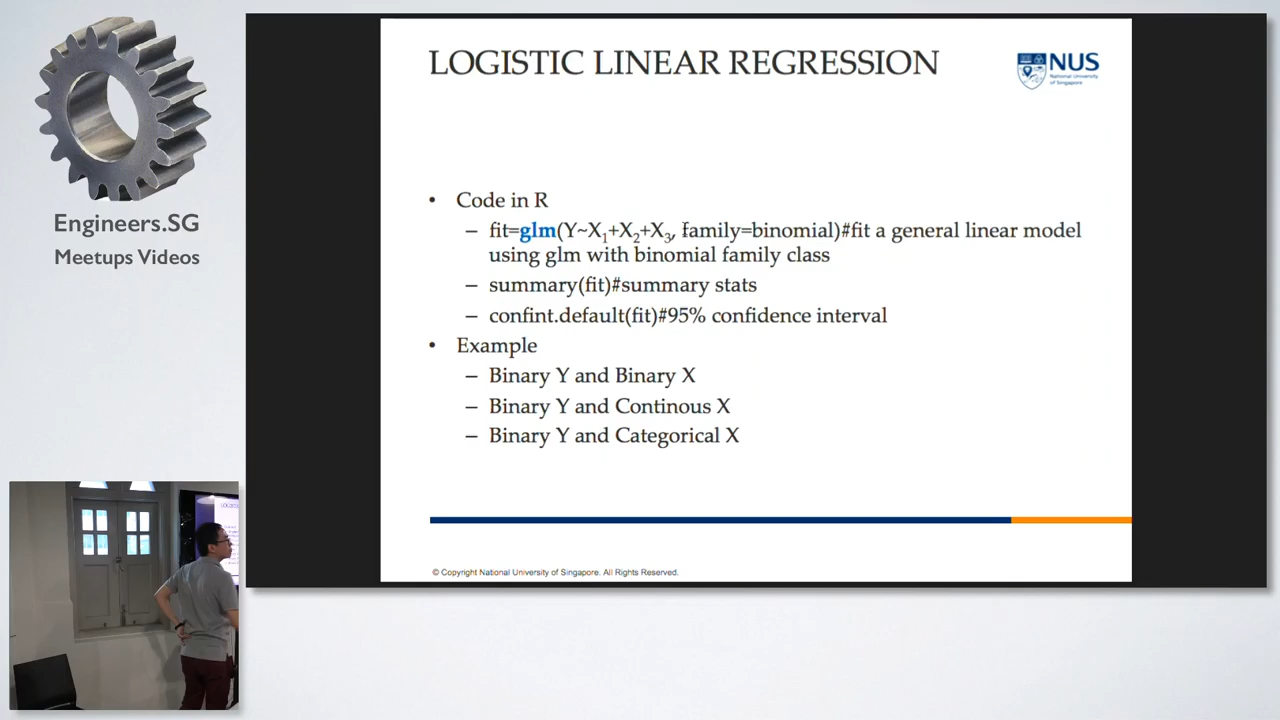 LOGISTIC LINEAR REGRESSION
NUS
National University
of Singapore
Engineers.SG
Meetups Videos
• Code in R
– fit=glm(Y~X1+X2+X3, family=binomial)#fit a general linear model
using glm with binomial family class
– summary(fit)#summary stats
– confint.default(fit)#95% confidence interval
• Example
– Binary Y and Binary X
– Binary Y and Continous X
– Binary Y and Categorical X
© Copyright National University of Singapore. All Rights Reserved.